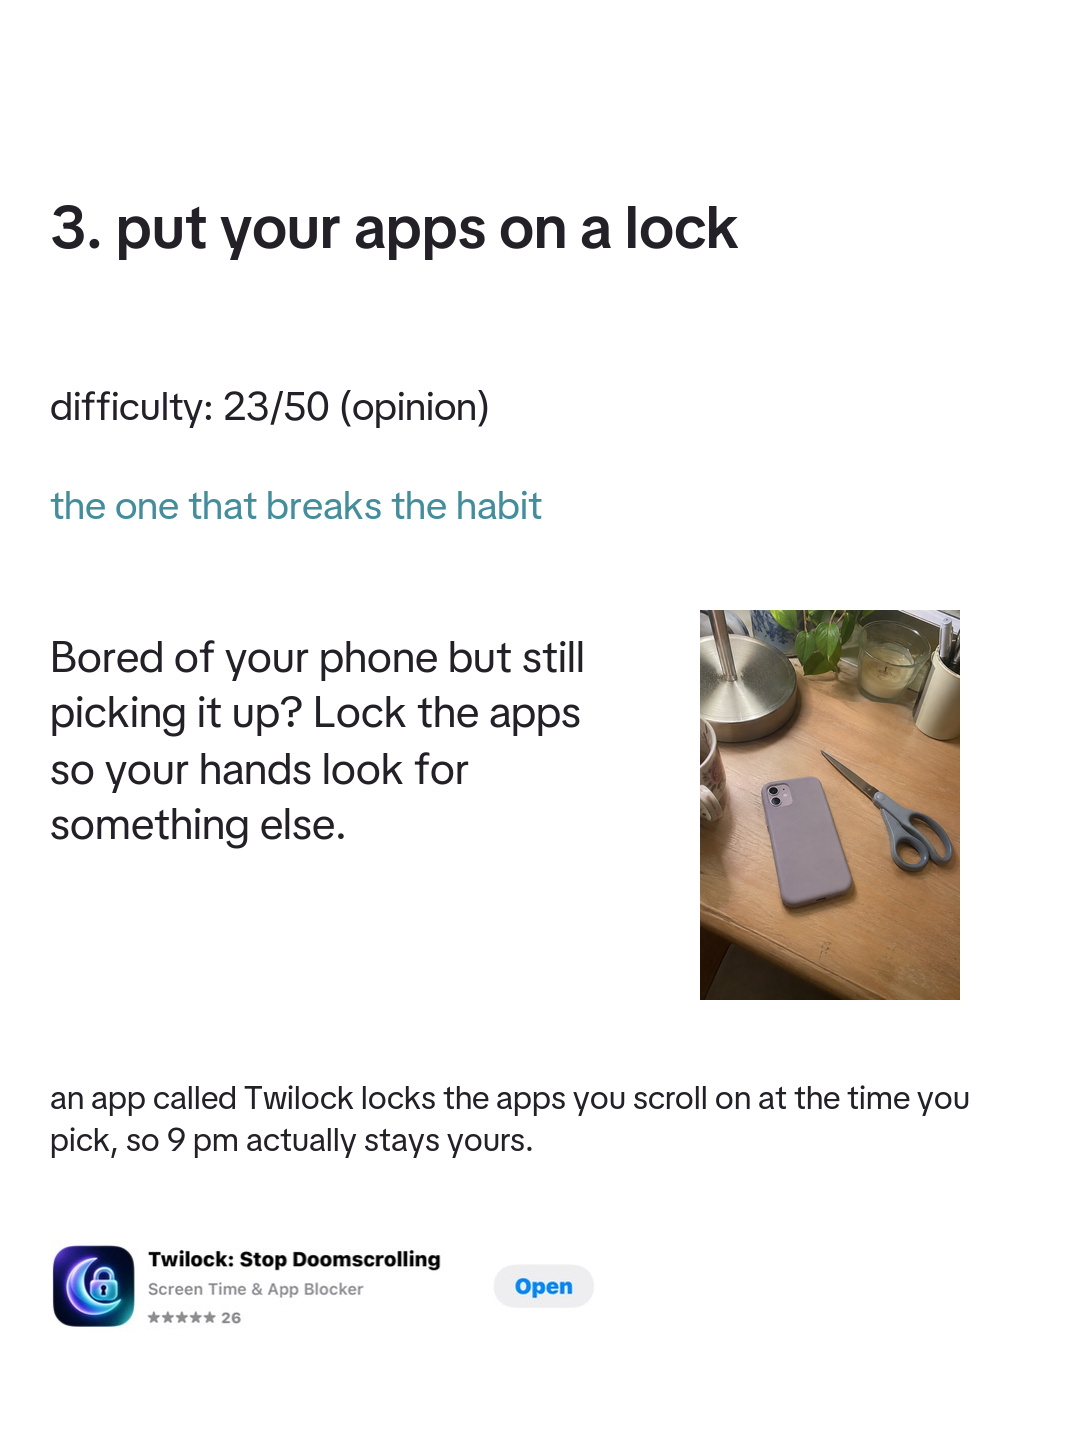 3. put your apps on a lock
difficulty: 23/50 (opinion)
the one that breaks the habit
Bored of your phone but still
picking it up? Lock the apps
so your hands look for
something else.
an app called Twilock locks the apps you scroll on at the time you
pick, so 9 pm actually stays yours.
Twilock: Stop Doomscrolling
Screen Time & App Blocker
★★★★★ 26
Open